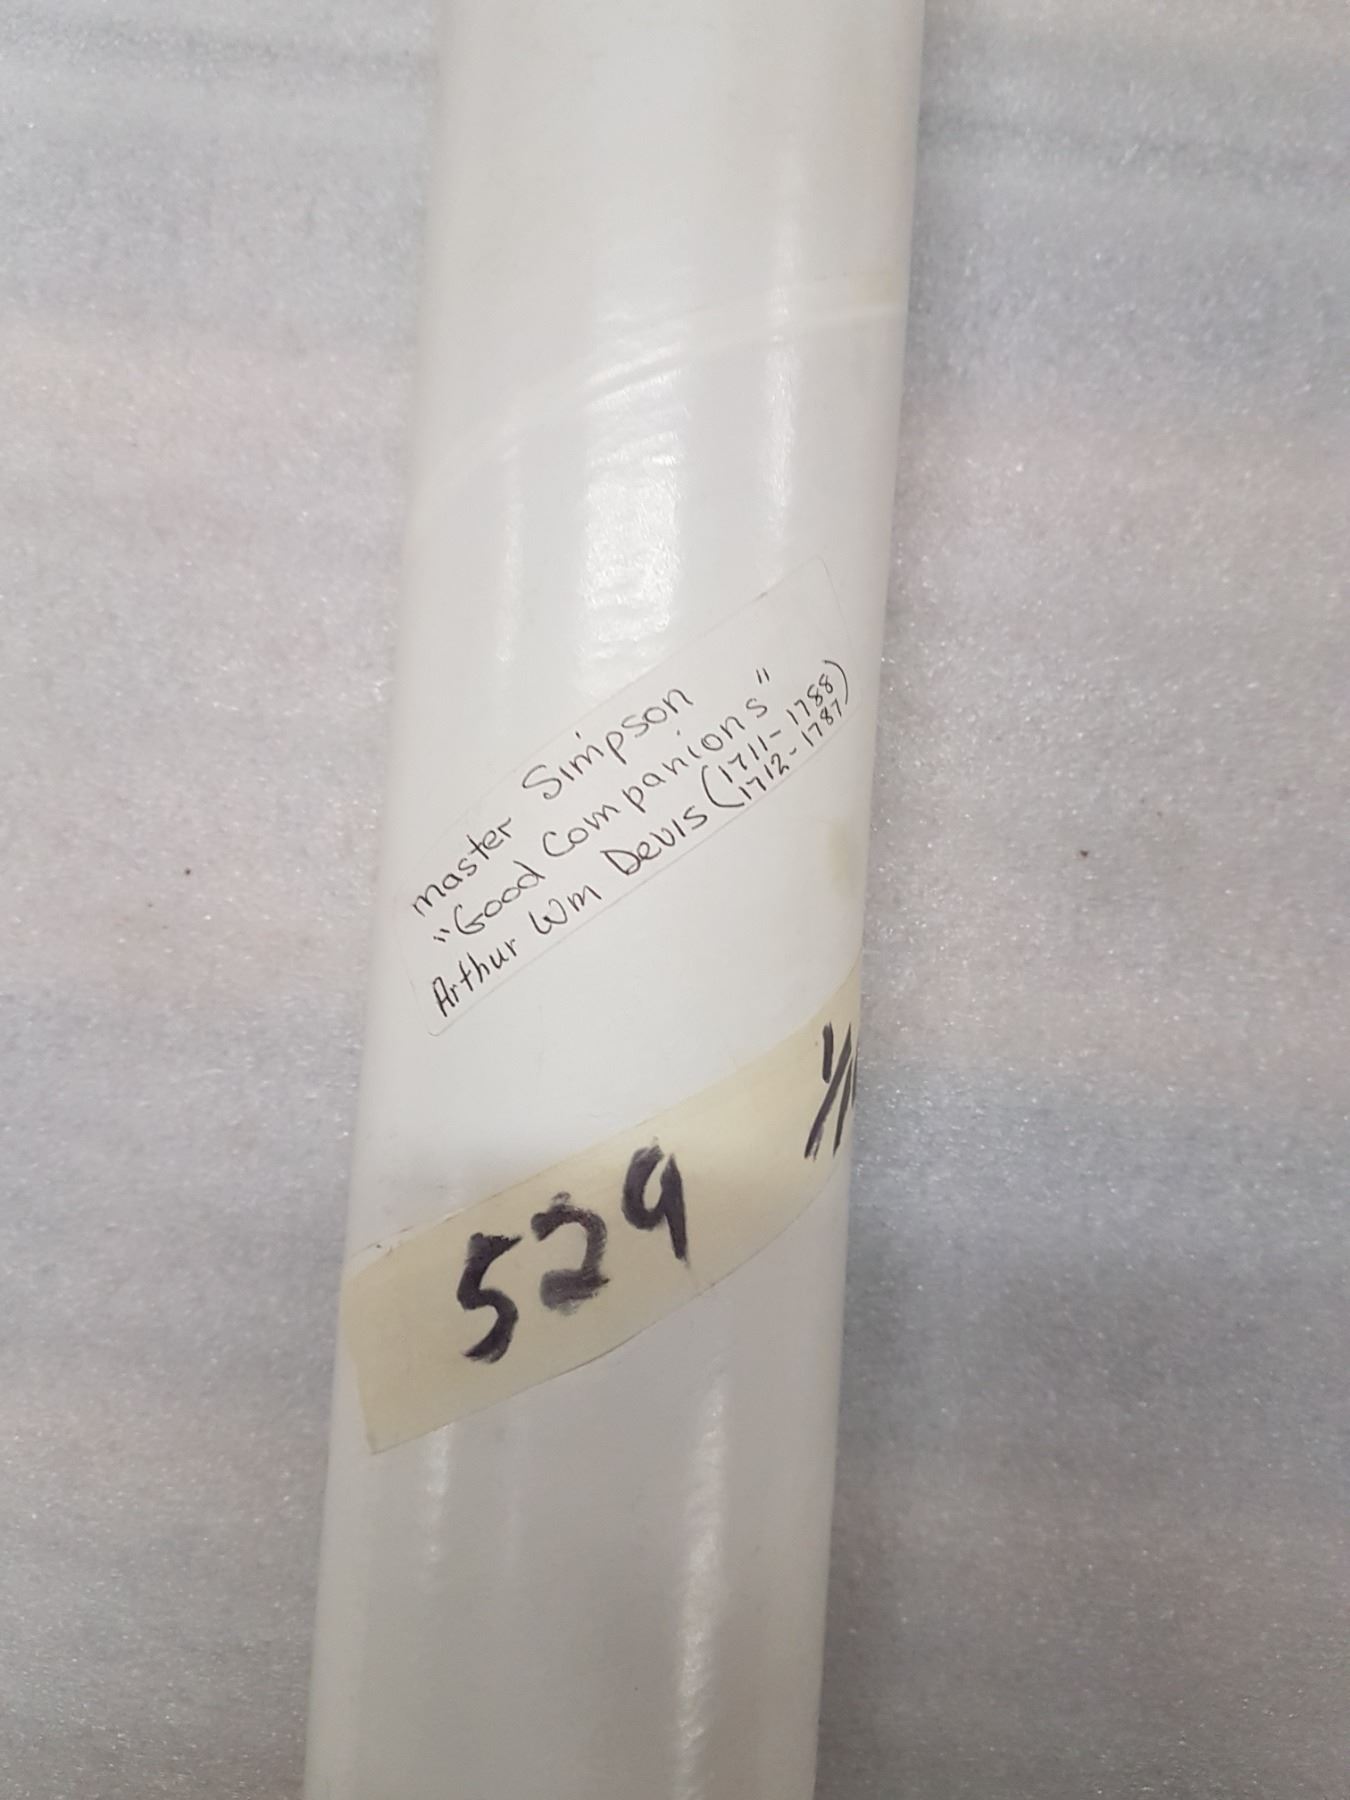 master Simpson
"Good Companions"
Arthur Wm Devis (1711-1788)
1712-1787
529